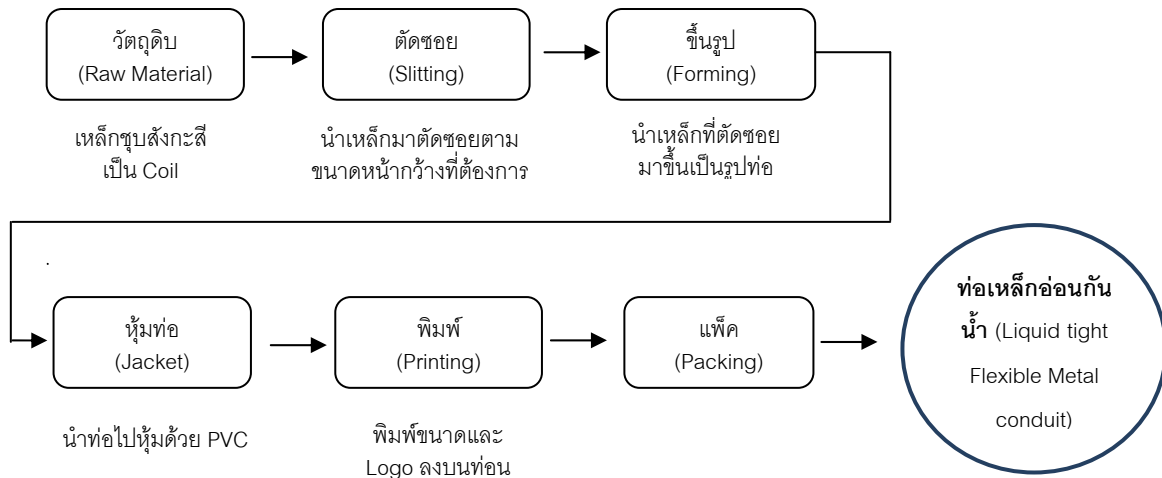 วัตถุดิบ
(Raw Material)
ตัดซอย
(Slitting)
ขึ้นรูป
(Forming)
เหล็กชุบสังกะสี
เป็น Coil
นำเหล็กมาตัดซอยตาม
ขนาดหน้ากว้างที่ต้องการ
นำเหล็กที่ตัดซอย
มาขึ้นเป็นรูปท่อ
.
หุ้มท่อ
(Jacket)
พิมพ์
(Printing)
แพ็ค
(Packing)
ท่อเหล็กอ่อนกัน
น้ำ (Liquid tight
Flexible Metal
conduit)
นำท่อไปหุ้มด้วย PVC
พิมพ์ขนาดและ
Logo ลงบนท่อน